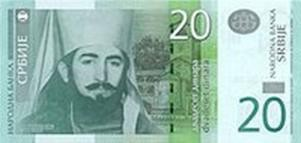 НАРОДНА БАНКА
СРБИЈЕ
20
двадесет динара
dvadeset dinara
NARODNA BANKA
SRBIJE
20